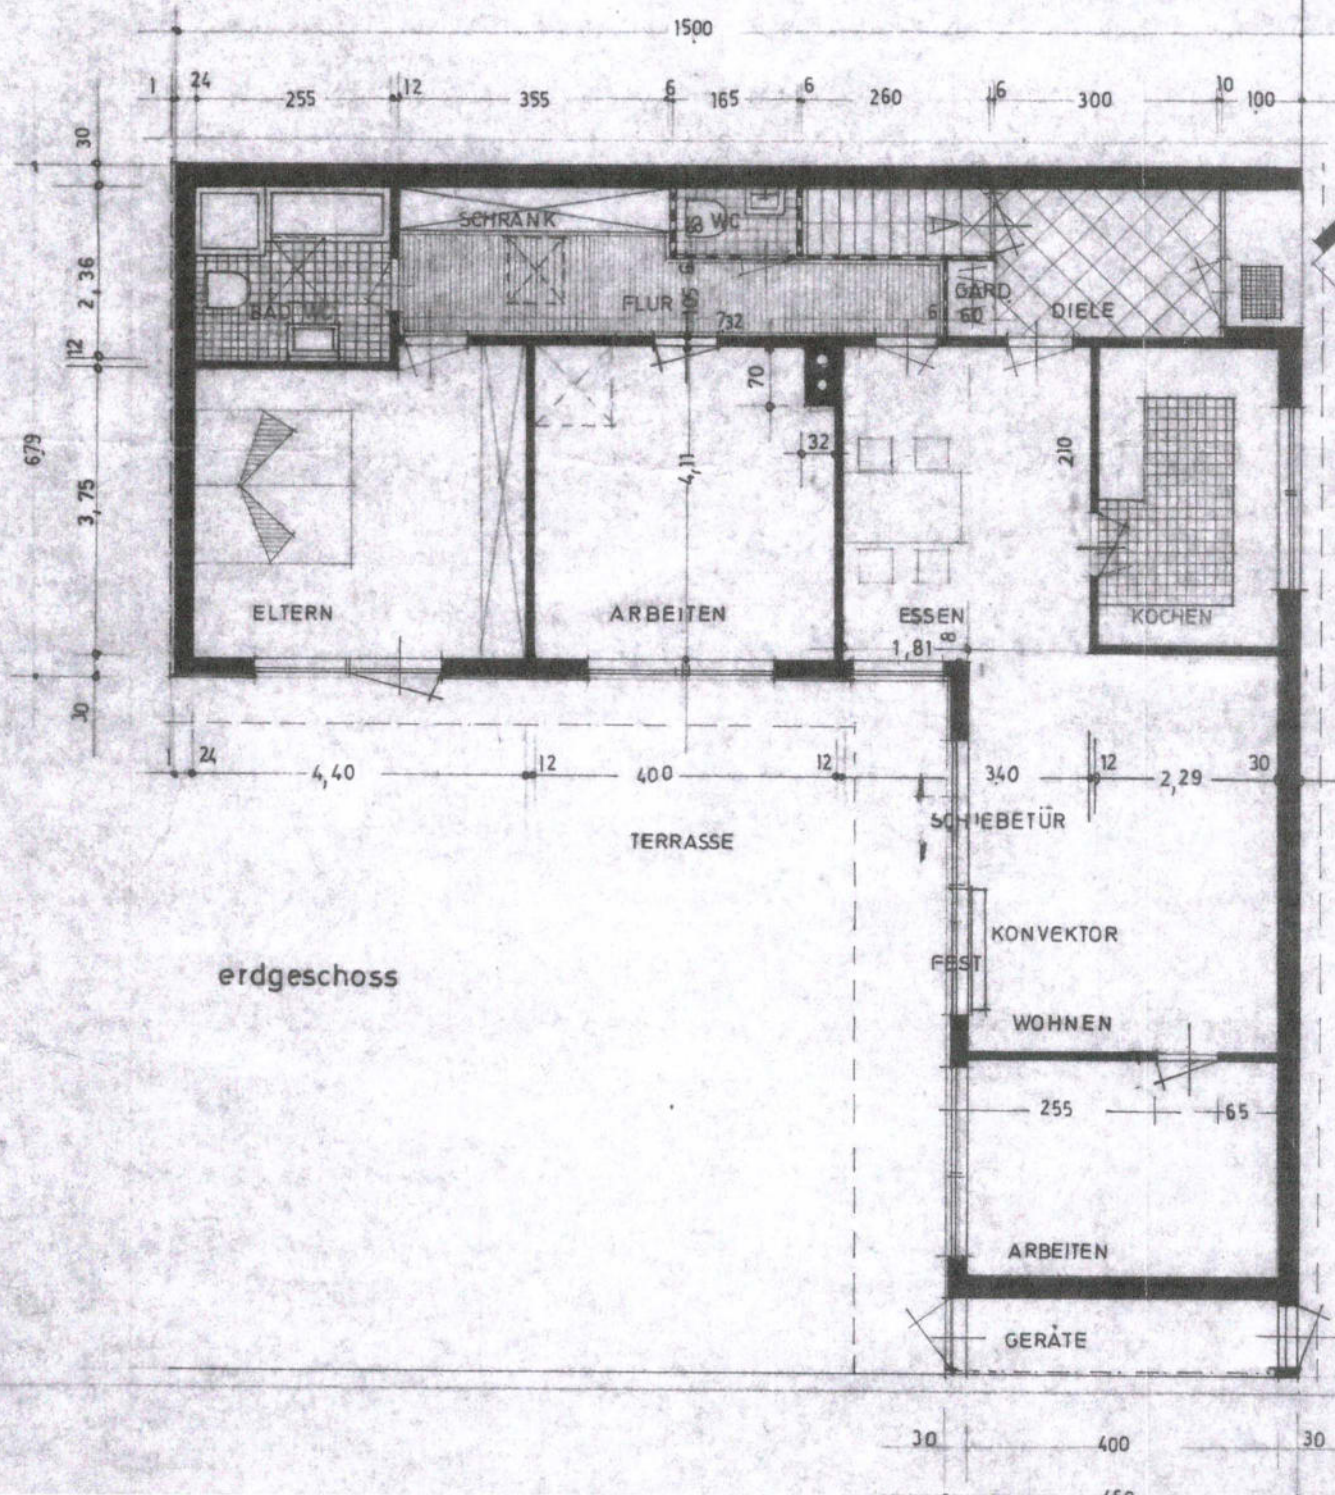 1500
1 24 255 12 355 6 165 6 260 6 300 10 100
30
SCHRANK
WC
2,36
FLUR
105
6
732
6
GARD
60
DIELE
BAD WC
12
679
3,75
70
32
4,11
210
ELTERN
ARBEITEN
ESSEN
KOCHEN
1,81
8
30
1 24 4,40 12 400 12 340 12 2,29 30
TERRASSE
SCHIEBETÜR
KONVEKTOR
FEST
erdgeschoss
WOHNEN
255 65
ARBEITEN
GERÄTE
30 400 30